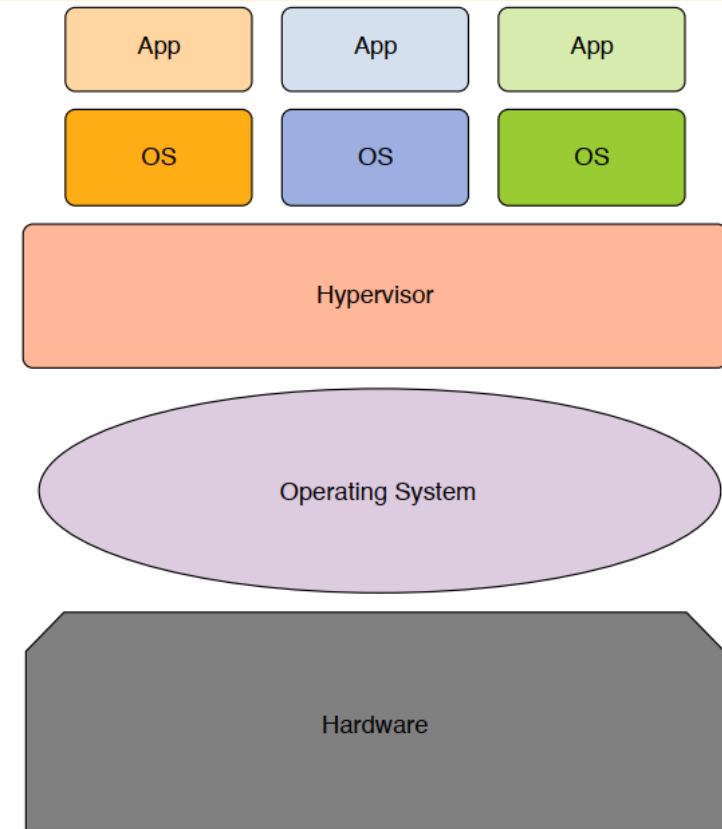 App App App
OS OS OS
Hypervisor
Operating System
Hardware